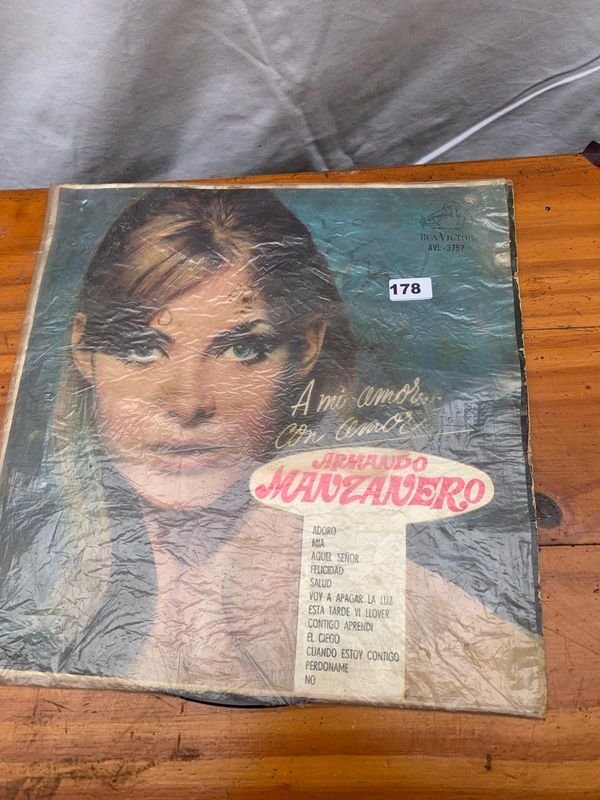 RCA VICTOR
AVL - 3757
178
A mi amor...
con amor
ARMANDO
MANZANERO
ADORO
MIA
AQUEL SEÑOR
FELICIDAD
SALUD
VOY A APAGAR LA LUZ
ESTA TARDE VI LLOVER
CONTIGO APRENDI
EL CIEGO
CUANDO ESTOY CONTIGO
PERDONAME
NO